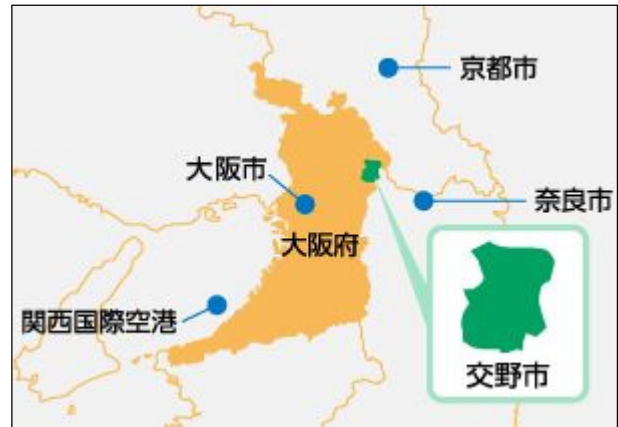 京都市
大阪市
奈良市
大阪府
関西国際空港
交野市